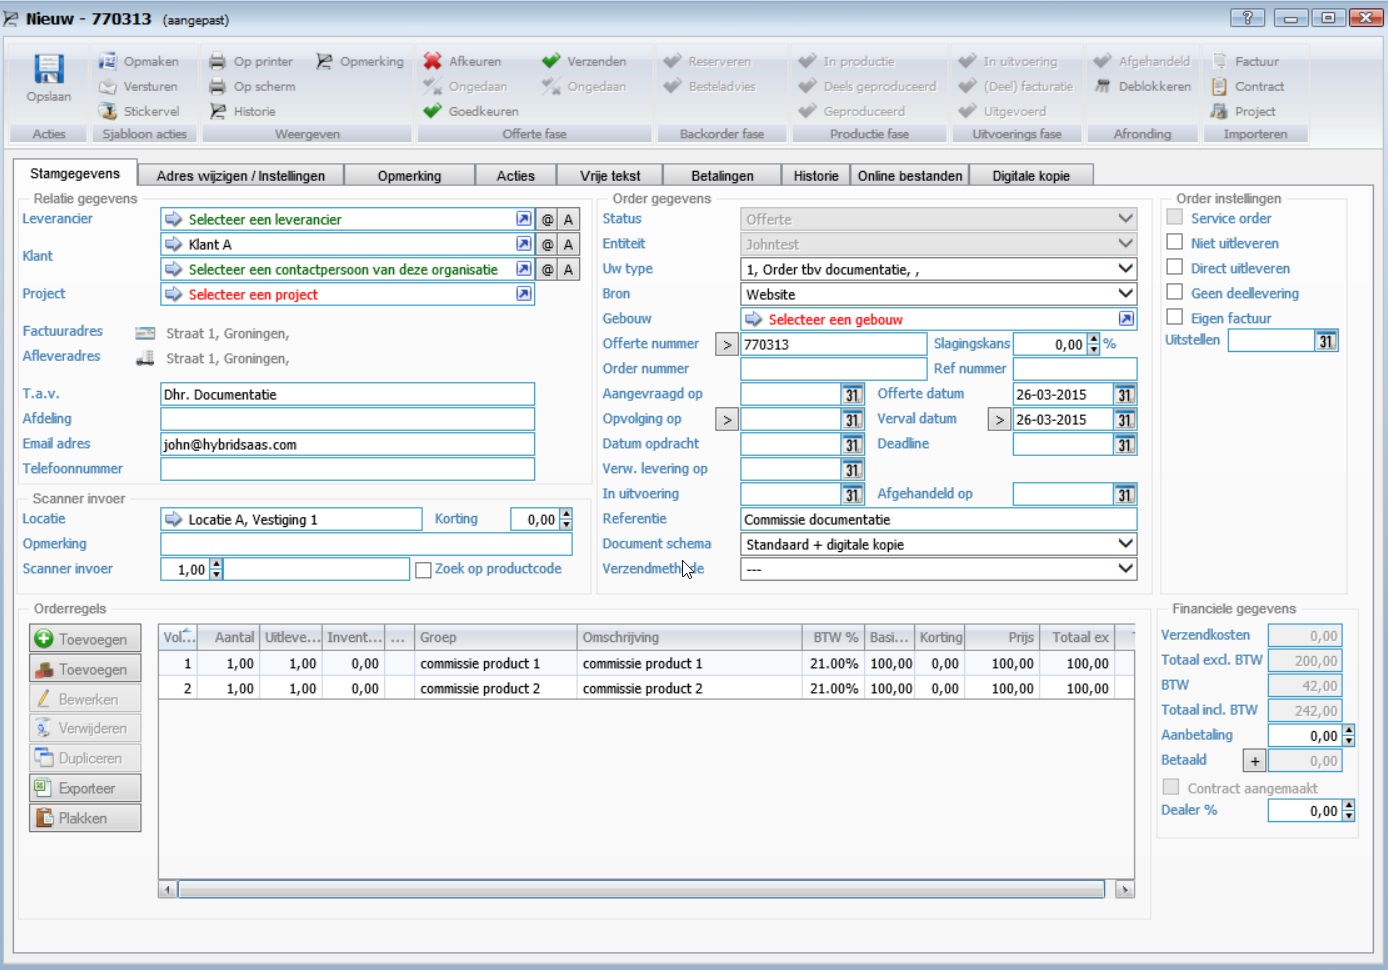 Nieuw - 770313 (aangepast)
Opslaan
Acties
Opmaken
Versturen
Stickervel
Sjabloon acties
Op printer
Op scherm
Historie
Opmerking
Weergeven
Afkeuren
Ongedaan
Goedkeuren
Verzenden
Ongedaan
Offerte fase
Reserveren
Besteladvies
Backorder fase
In productie
Deels geproduceerd
Geproduceerd
Productie fase
In uitvoering
(Deel) facturatie
Uitgevoerd
Uitvoerings fase
Afgehandeld
Deblokkeren
Afronding
Factuur
Contract
Project
Importeren
Stamgegevens
Adres wijzigen / Instellingen
Opmerking
Acties
Vrije tekst
Betalingen
Historie
Online bestanden
Digitale kopie
Relatie gegevens
Leverancier Selecteer een leverancier @ A
Klant Klant A @ A
Selecteer een contactpersoon van deze organisatie @ A
Project Selecteer een project
Factuuradres Straat 1, Groningen,
Afleveradres Straat 1, Groningen,
T.a.v. Dhr. Documentatie
Afdeling
Email adres john@hybridsaas.com
Telefoonnummer
Scanner invoer
Locatie Locatie A, Vestiging 1 Korting 0,00
Opmerking
Scanner invoer 1,00 Zoek op productcode
Order gegevens
Status Offerte
Entiteit Johntest
Uw type 1, Order tbv documentatie, ,
Bron Website
Gebouw Selecteer een gebouw
Offerte nummer > 770313 Slagingskans 0,00 %
Order nummer Ref nummer
Aangevraagd op 31 Offerte datum 26-03-2015 31
Opvolging op > 31 Verval datum > 26-03-2015 31
Datum opdracht 31 Deadline 31
Verw. levering op 31
In uitvoering 31 Afgehandeld op 31
Referentie Commissie documentatie
Document schema Standaard + digitale kopie
Verzendmethode ---
Order instellingen
Service order
Niet uitleveren
Direct uitleveren
Geen deellevering
Eigen factuur
Uitstellen 31
Orderregels
Toevoegen
Toevoegen
Bewerken
Verwijderen
Dupliceren
Exporteer
Plakken
Vol... Aantal Uitleve... Invent... ... Groep Omschrijving BTW % Basi... Korting Prijs Totaal ex
1 1,00 1,00 0,00 commissie product 1 commissie product 1 21.00% 100,00 0,00 100,00 100,00
2 1,00 1,00 0,00 commissie product 2 commissie product 2 21.00% 100,00 0,00 100,00 100,00
Financiele gegevens
Verzendkosten 0,00
Totaal excl. BTW 200,00
BTW 42,00
Totaal incl. BTW 242,00
Aanbetaling 0,00
Betaald + 0,00
Contract aangemaakt
Dealer % 0,00